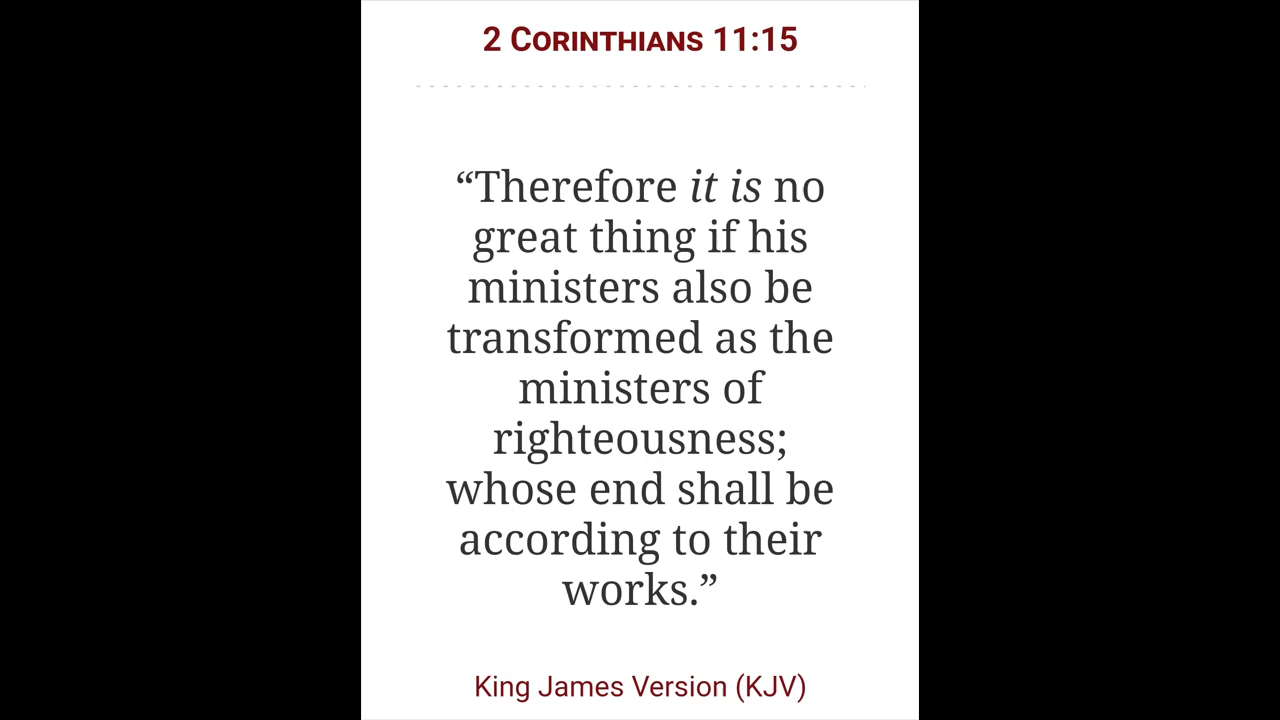 2 Corinthians 11:15
“Therefore it is no
great thing if his
ministers also be
transformed as the
ministers of
righteousness;
whose end shall be
according to their
works.”
King James Version (KJV)